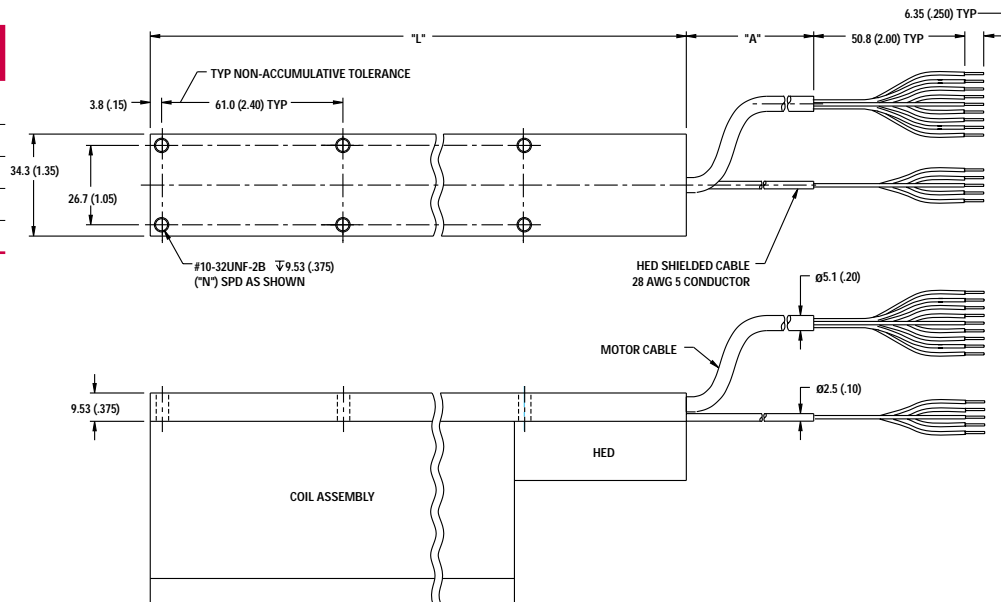 6.35 (.250) TYP
"L"
"A"
50.8 (2.00) TYP
TYP NON-ACCUMULATIVE TOLERANCE
3.8 (.15)
61.0 (2.40) TYP
34.3 (1.35)
26.7 (1.05)
#10-32UNF-2B ↧9.53 (.375)
("N") SPD AS SHOWN
HED SHIELDED CABLE
28 AWG 5 CONDUCTOR
ø5.1 (.20)
MOTOR CABLE
9.53 (.375)
ø2.5 (.10)
HED
COIL ASSEMBLY